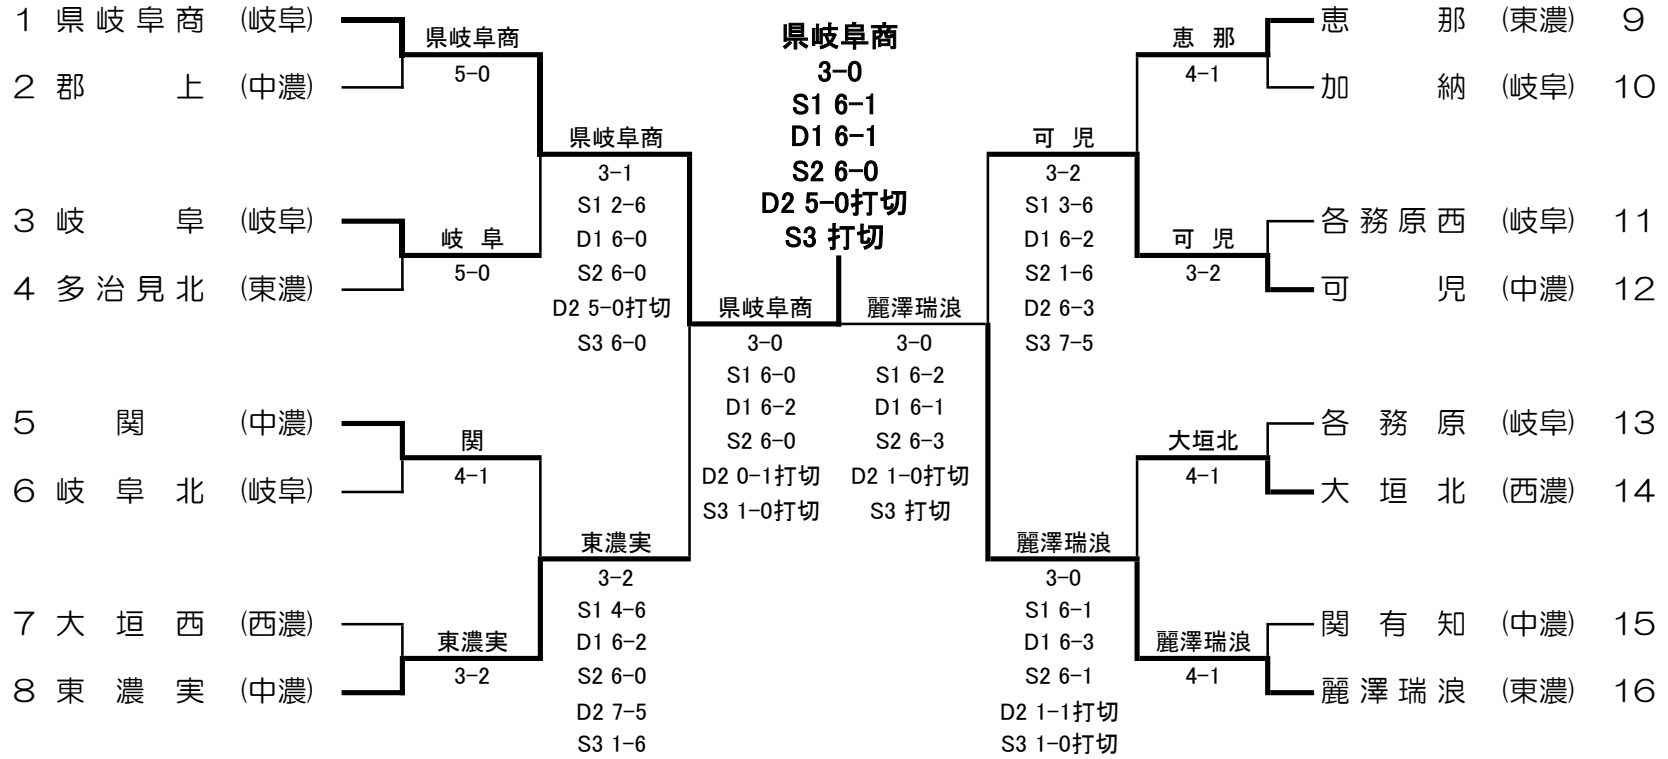 1 県岐阜商 (岐阜)
2 郡 上 (中濃)
3 岐 阜 (岐阜)
4 多治見北 (東濃)
5 関 (中濃)
6 岐 阜 北 (岐阜)
7 大 垣 西 (西濃)
8 東 濃 実 (中濃)
県岐阜商
5-0
岐 阜
5-0
関
4-1
東濃実
3-2
県岐阜商
3-1
S1 2-6
D1 6-0
S2 6-0
D2 5-0打切
S3 6-0
東濃実
3-2
S1 4-6
D1 6-2
S2 6-0
D2 7-5
S3 1-6
県岐阜商
3-0
S1 6-0
D1 6-2
S2 6-0
D2 0-1打切
S3 1-0打切
県岐阜商
3-0
S1 6-1
D1 6-1
S2 6-0
D2 5-0打切
S3 打切
麗澤瑞浪
3-0
S1 6-2
D1 6-1
S2 6-3
D2 1-0打切
S3 打切
可 児
3-2
S1 3-6
D1 6-2
S2 1-6
D2 6-3
S3 7-5
麗澤瑞浪
3-0
S1 6-1
D1 6-3
S2 6-1
D2 1-1打切
S3 1-0打切
恵 那
4-1
可 児
3-2
大垣北
4-1
麗澤瑞浪
4-1
恵 那 (東濃) 9
加 納 (岐阜) 10
各務原西 (岐阜) 11
可 児 (中濃) 12
各 務 原 (岐阜) 13
大 垣 北 (西濃) 14
関 有 知 (中濃) 15
麗澤瑞浪 (東濃) 16